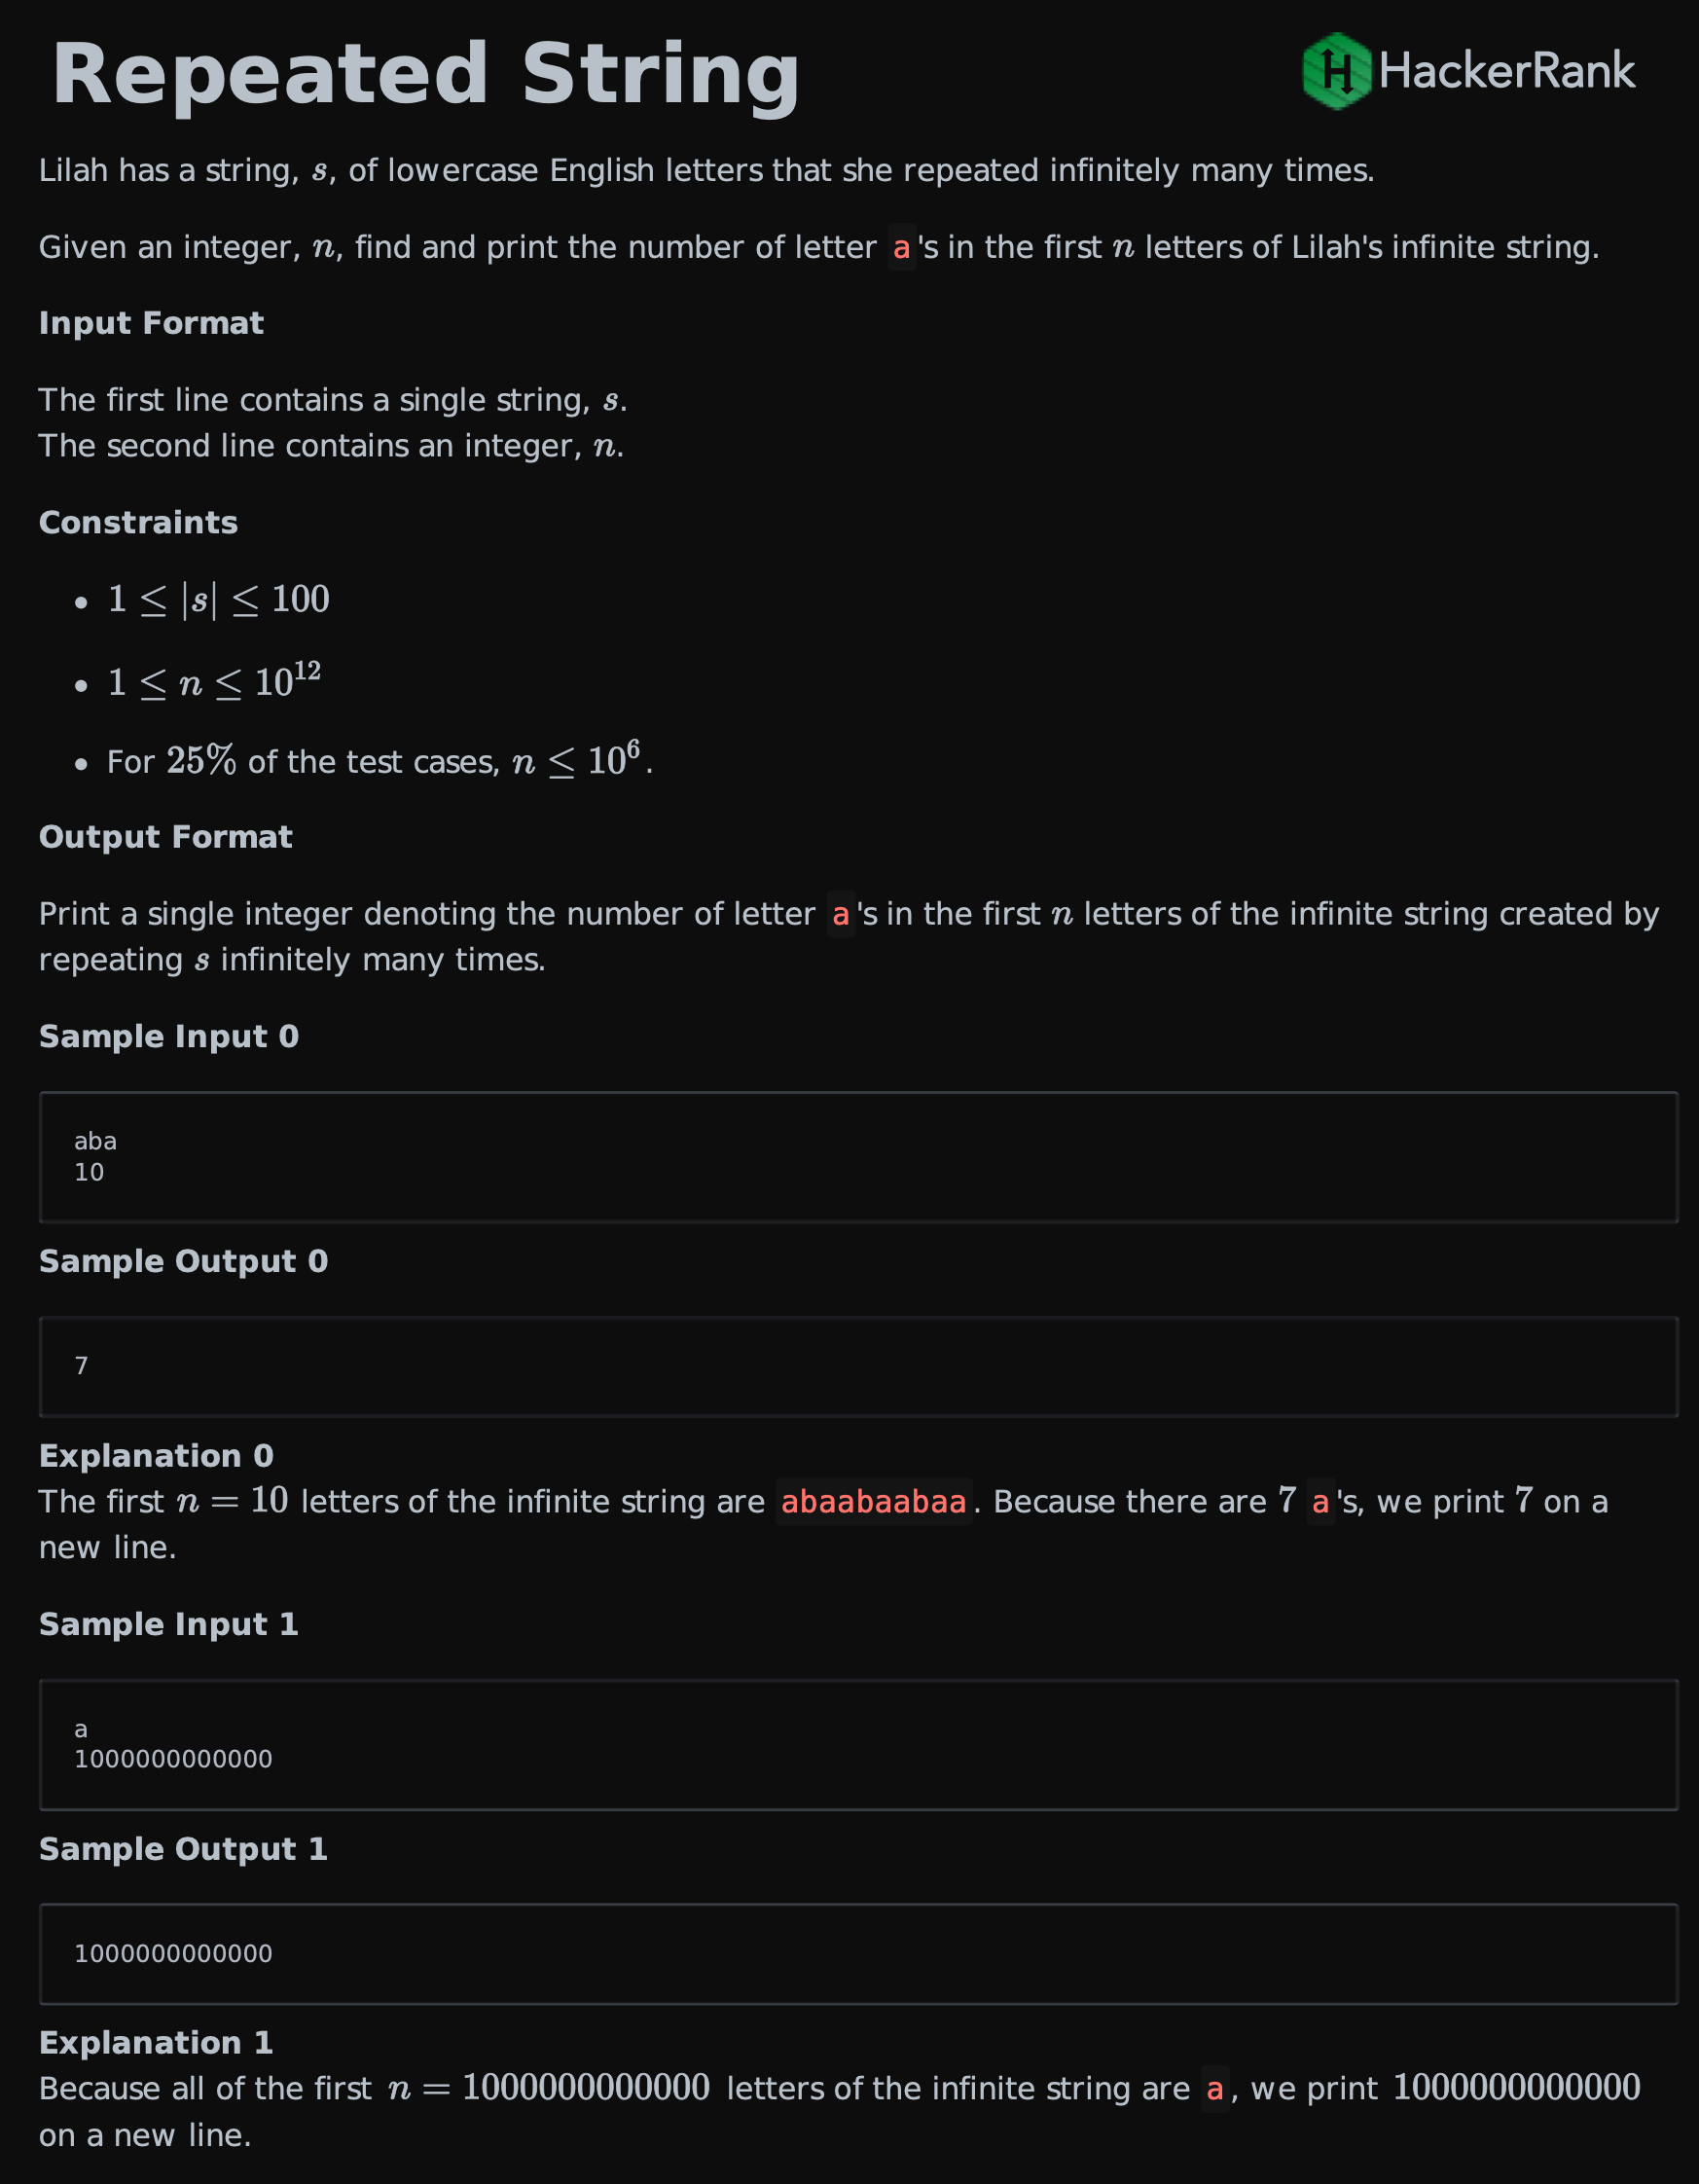 Repeated String
HackerRank
Lilah has a string, s, of lowercase English letters that she repeated infinitely many times.
Given an integer, n, find and print the number of letter a's in the first n letters of Lilah's infinite string.
Input Format
The first line contains a single string, s.
The second line contains an integer, n.
Constraints
• 1 ≤ |s| ≤ 100
• 1 ≤ n ≤ 10^12
• For 25% of the test cases, n ≤ 10^6.
Output Format
Print a single integer denoting the number of letter a's in the first n letters of the infinite string created by
repeating s infinitely many times.
Sample Input 0
aba
10
Sample Output 0
7
Explanation 0
The first n = 10 letters of the infinite string are abaabaabaa. Because there are 7 a's, we print 7 on a
new line.
Sample Input 1
a
1000000000000
Sample Output 1
1000000000000
Explanation 1
Because all of the first n = 1000000000000 letters of the infinite string are a, we print 1000000000000
on a new line.